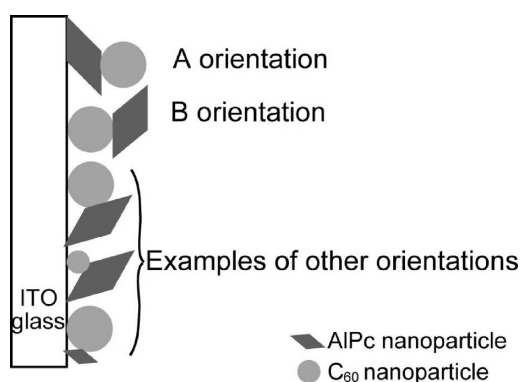 A orientation
B orientation
Examples of other orientations
ITO
glass
AlPc nanoparticle
C₆₀ nanoparticle